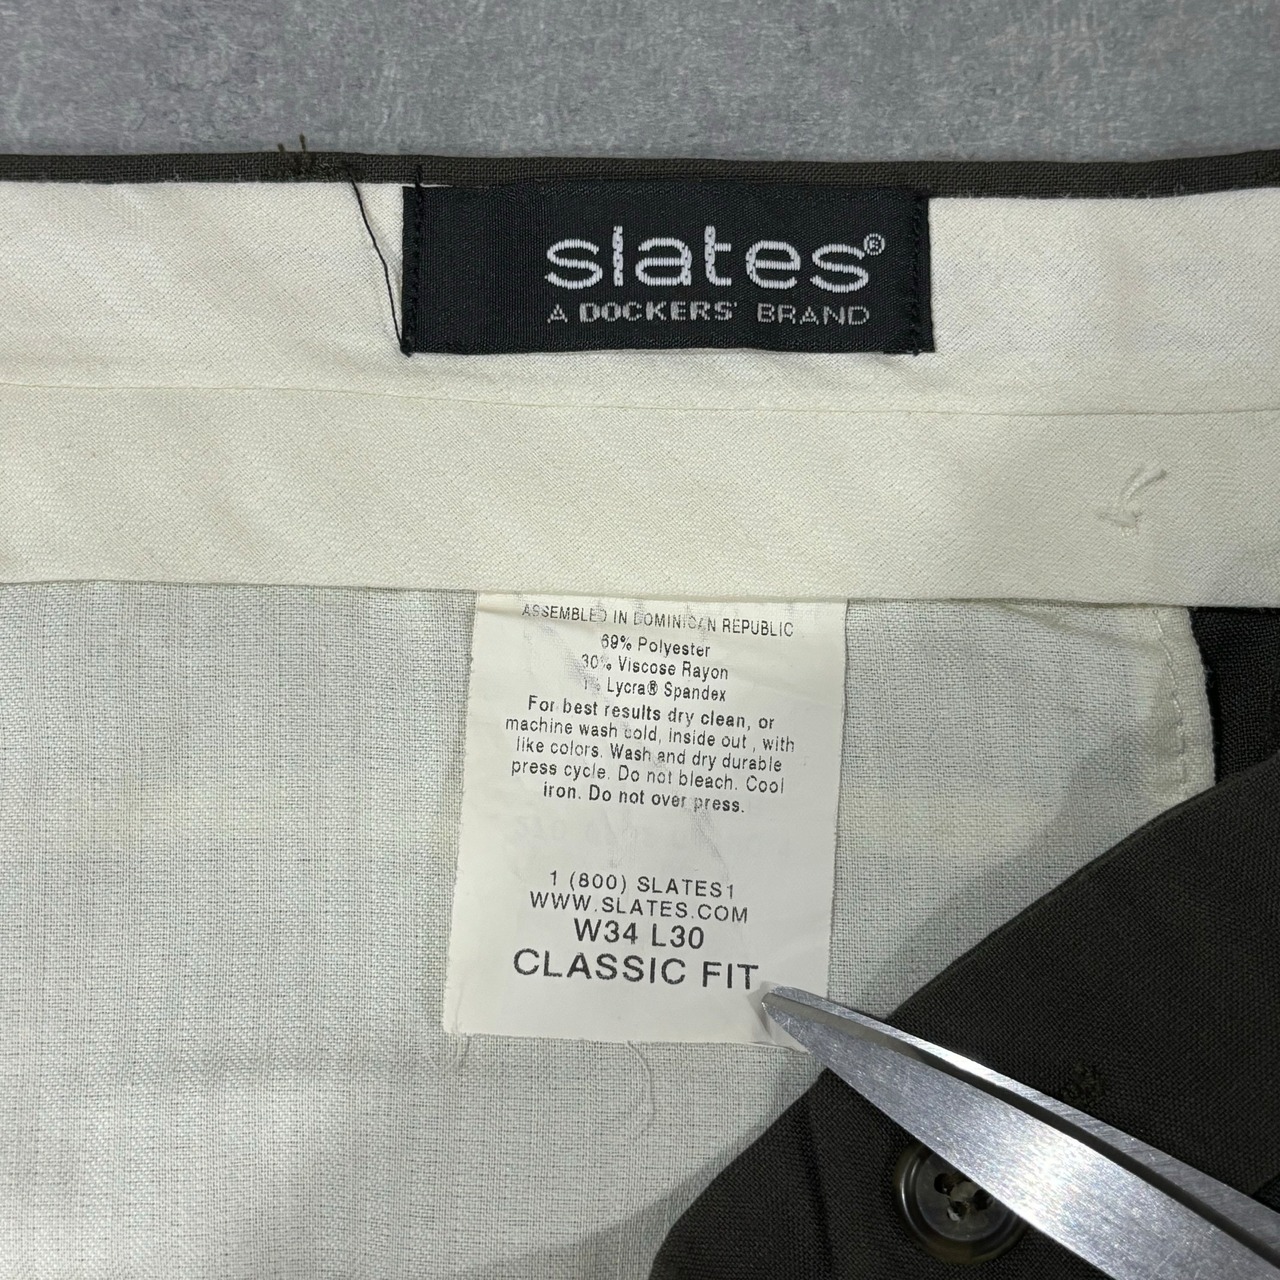 slates®
A DOCKERS® BRAND
ASSEMBLED IN DOMINICAN REPUBLIC
69% Polyester
30% Viscose Rayon
1% Lycra® Spandex
For best results dry clean, or
machine wash cold, inside out , with
like colors. Wash and dry durable
press cycle. Do not bleach. Cool
iron. Do not over press.
1 (800) SLATES1
WWW.SLATES.COM
W34 L30
CLASSIC FIT